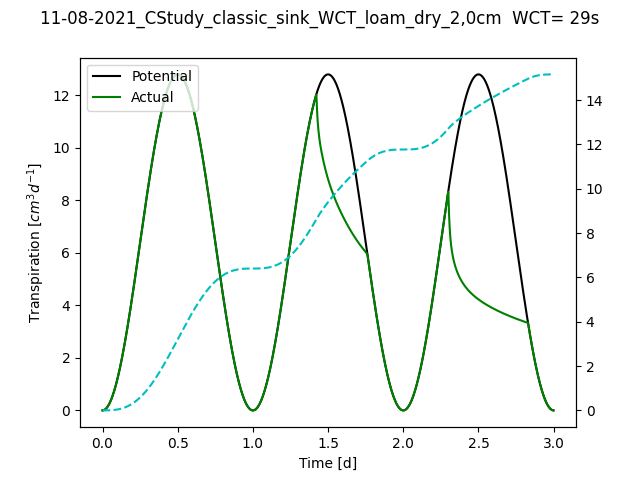 11-08-2021_CStudy_classic_sink_WCT_loam_dry_2,0cm  WCT= 29s
Potential
Actual
Transpiration [cm³d⁻¹]
12
10
8
6
4
2
0
14
12
10
8
6
4
2
0
0.0 0.5 1.0 1.5 2.0 2.5 3.0
Time [d]